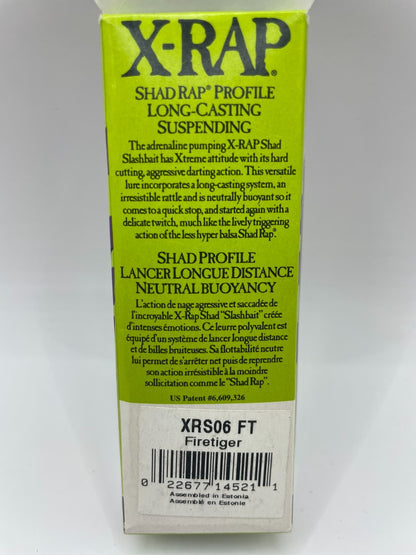 X-RAP®
SHAD RAP® PROFILE
LONG-CASTING
SUSPENDING
The adrenaline pumping X-RAP Shad
Slashbait has Xtreme attitude with its hard
cutting, aggressive darting action. This versatile
lure incorporates a long-casting system, an
irresistible rattle and is neutrally buoyant so it
comes to a quick stop, and started again with a
delicate twitch, much like the lively triggering
action of the less hyper balsa Shad Rap®.
SHAD PROFILE
LANCER LONGUE DISTANCE
NEUTRAL BUOYANCY
L'action de nage agressive et saccadée de
l'incroyable X-Rap Shad "Slashbait" créée
d'intenses émotions. Ce leurre polyvalent est
équipé d'un système de lancer longue distance
et de billes bruiteuses. Sa flottabilité neutre
lui permet de s'arrêter net puis de reprendre
son action irrésistible à la moindre
sollicitation comme le "Shad Rap".
US Patent #6,609,326
XRS06 FT
Firetiger
0 22677 14521 1
Assembled in Estonia
Assemblé en Estonie